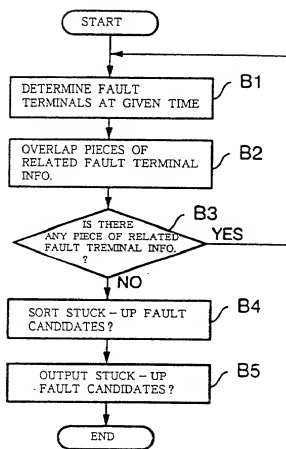 START
B1
DETERMINE FAULT
TERMINALS AT GIVEN TIME
B2
OVERLAP PIECES OF
RELATED FAULT TERMINAL
INFO.
B3
IS THERE
ANY PIECE OF RELATED
FAULT TREMINAL INFO.
?
YES
NO
B4
SORT STUCK-UP FAULT
CANDIDATES?
B5
OUTPUT STUCK-UP
FAULT CANDIDATES?
END